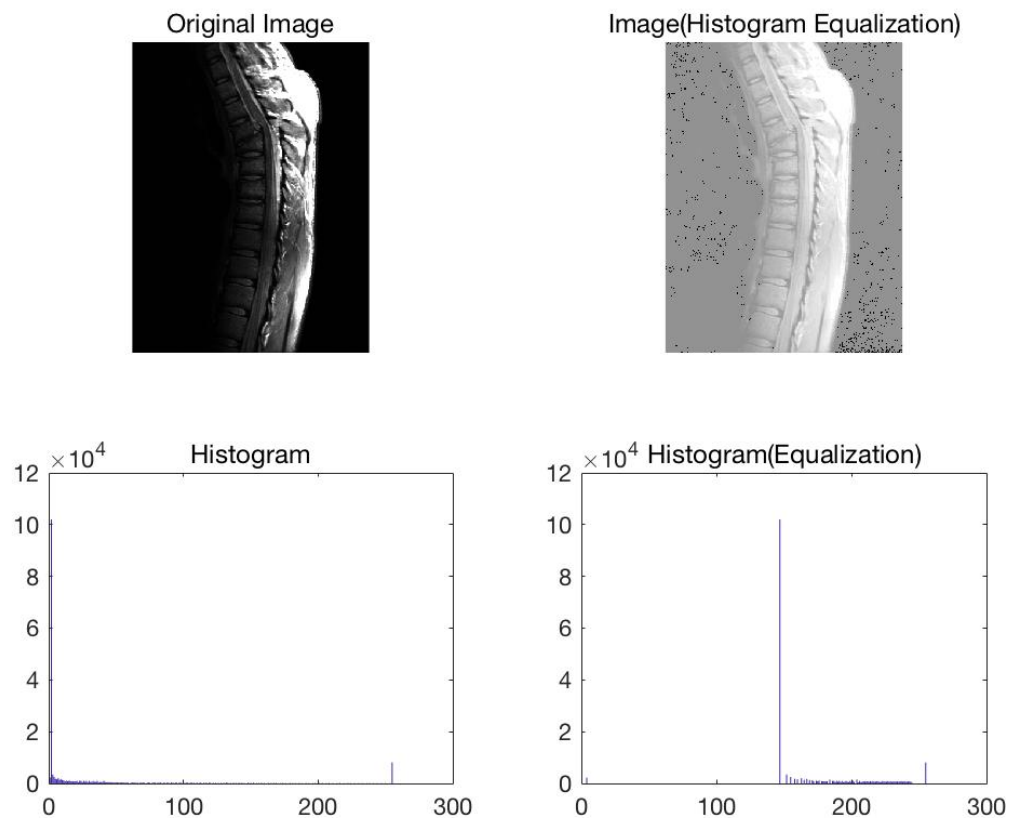 Original Image
Image(Histogram Equalization)
×10^4 Histogram
12
10
8
6
4
2
0
0 100 200 300
×10^4 Histogram(Equalization)
12
10
8
6
4
2
0
0 100 200 300